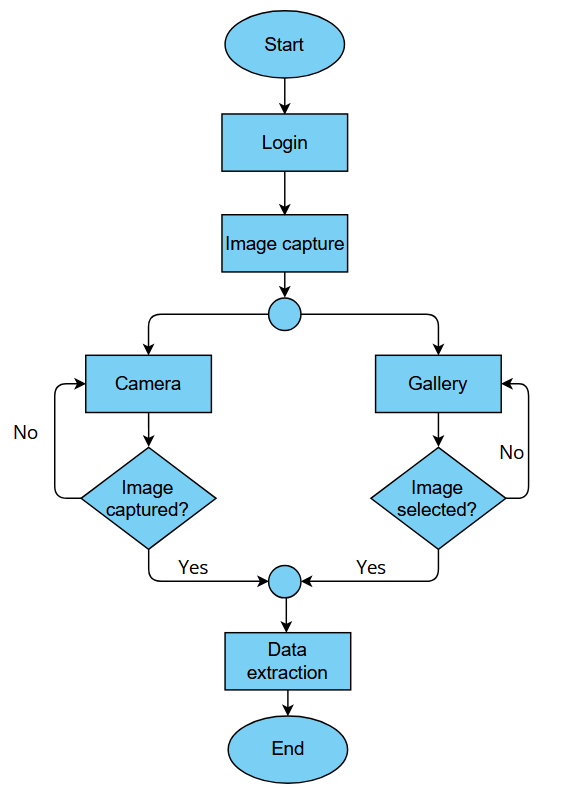 Start
Login
Image capture
Camera
Gallery
No
No
Image
captured?
Image
selected?
Yes
Yes
Data
extraction
End